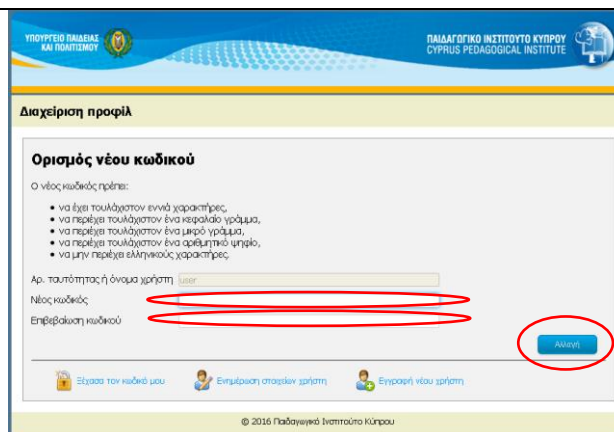 ΥΠΟΥΡΓΕΙΟ ΠΑΙΔΕΙΑΣ
ΚΑΙ ΠΟΛΙΤΙΣΜΟΥ
ΠΑΙΔΑΓΩΓΙΚΟ ΙΝΣΤΙΤΟΥΤΟ ΚΥΠΡΟΥ
CYPRUS PEDAGOGICAL INSTITUTE
Διαχείριση προφίλ
Ορισμός νέου κωδικού
Ο νέος κωδικός πρέπει:
• να έχει τουλάχιστον εννιά χαρακτήρες,
• να περιέχει τουλάχιστον ένα κεφαλαίο γράμμα,
• να περιέχει τουλάχιστον ένα μικρό γράμμα,
• να περιέχει τουλάχιστον ένα αριθμητικό ψηφίο,
• να μην περιέχει ελληνικούς χαρακτήρες.
Αρ. ταυτότητας ή όνομα χρήστη user
Νέος κωδικός
Επιβεβαίωση κωδικού
Αλλαγή
Ξέχασα τον κωδικό μου Ενημέρωση στοιχείων χρήστη Εγγραφή νέου χρήστη
© 2016 Παιδαγωγικό Ινστιτούτο Κύπρου